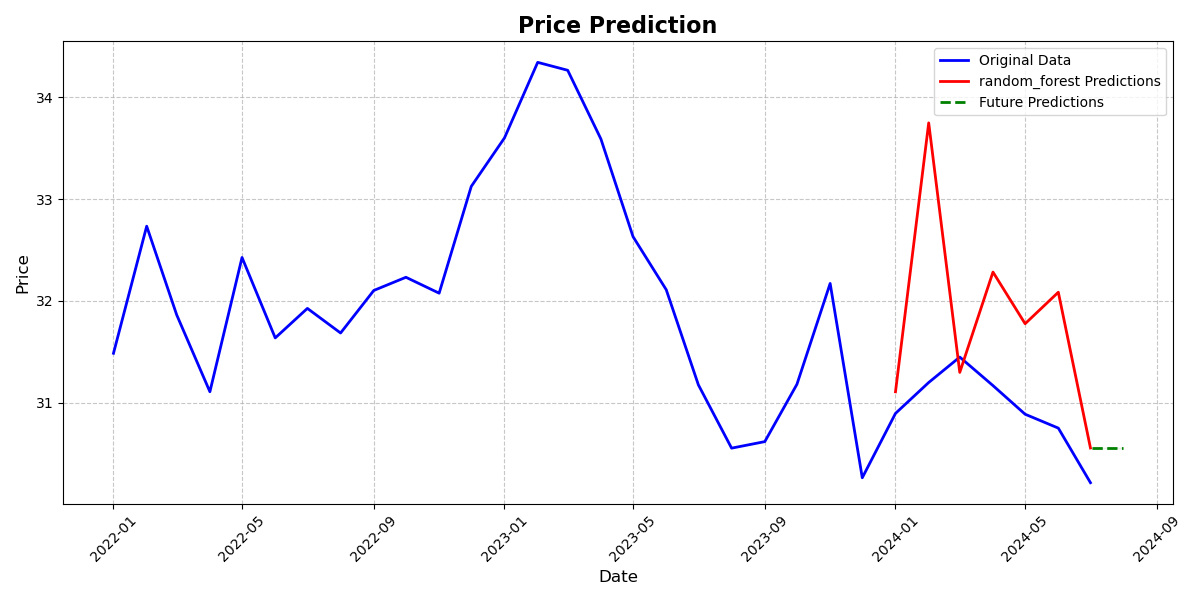 Price Prediction
Original Data
random_forest Predictions
Future Predictions
Price
34
33
32
31
2022-01
2022-05
2022-09
2023-01
2023-05
2023-09
2024-01
2024-05
2024-09
Date